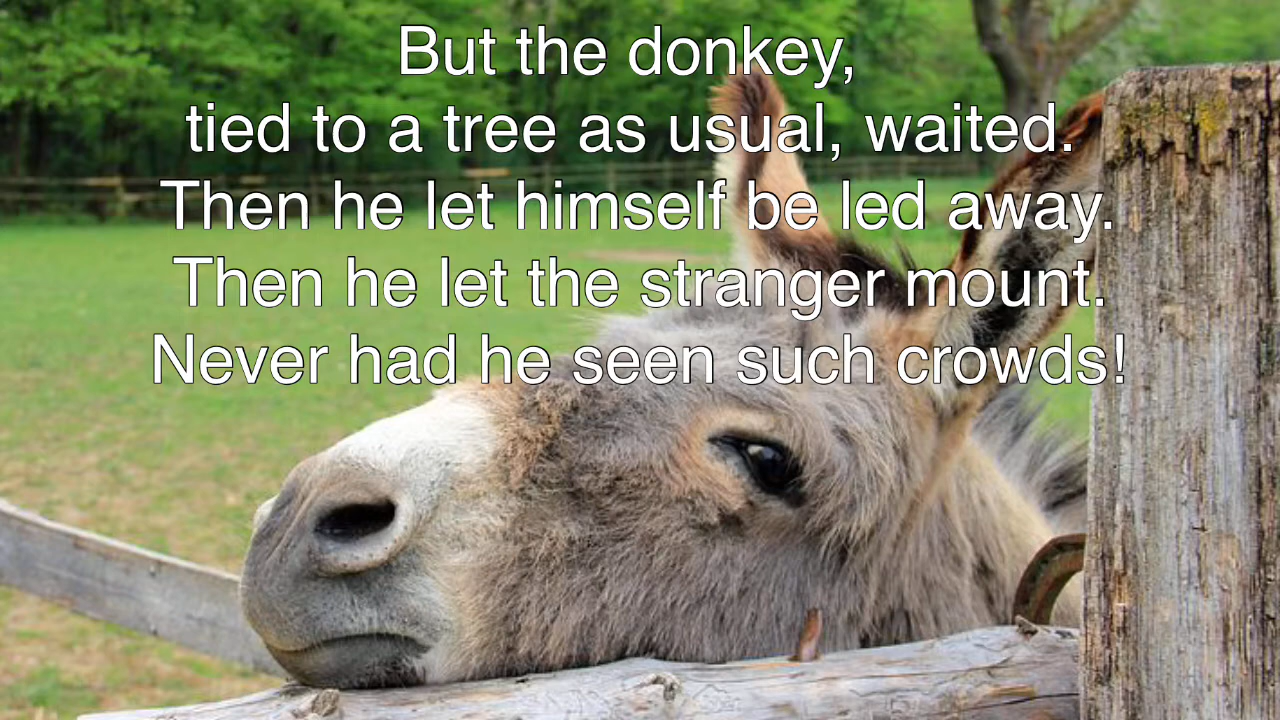 But the donkey,
tied to a tree as usual, waited.
Then he let himself be led away.
Then he let the stranger mount.
Never had he seen such crowds!